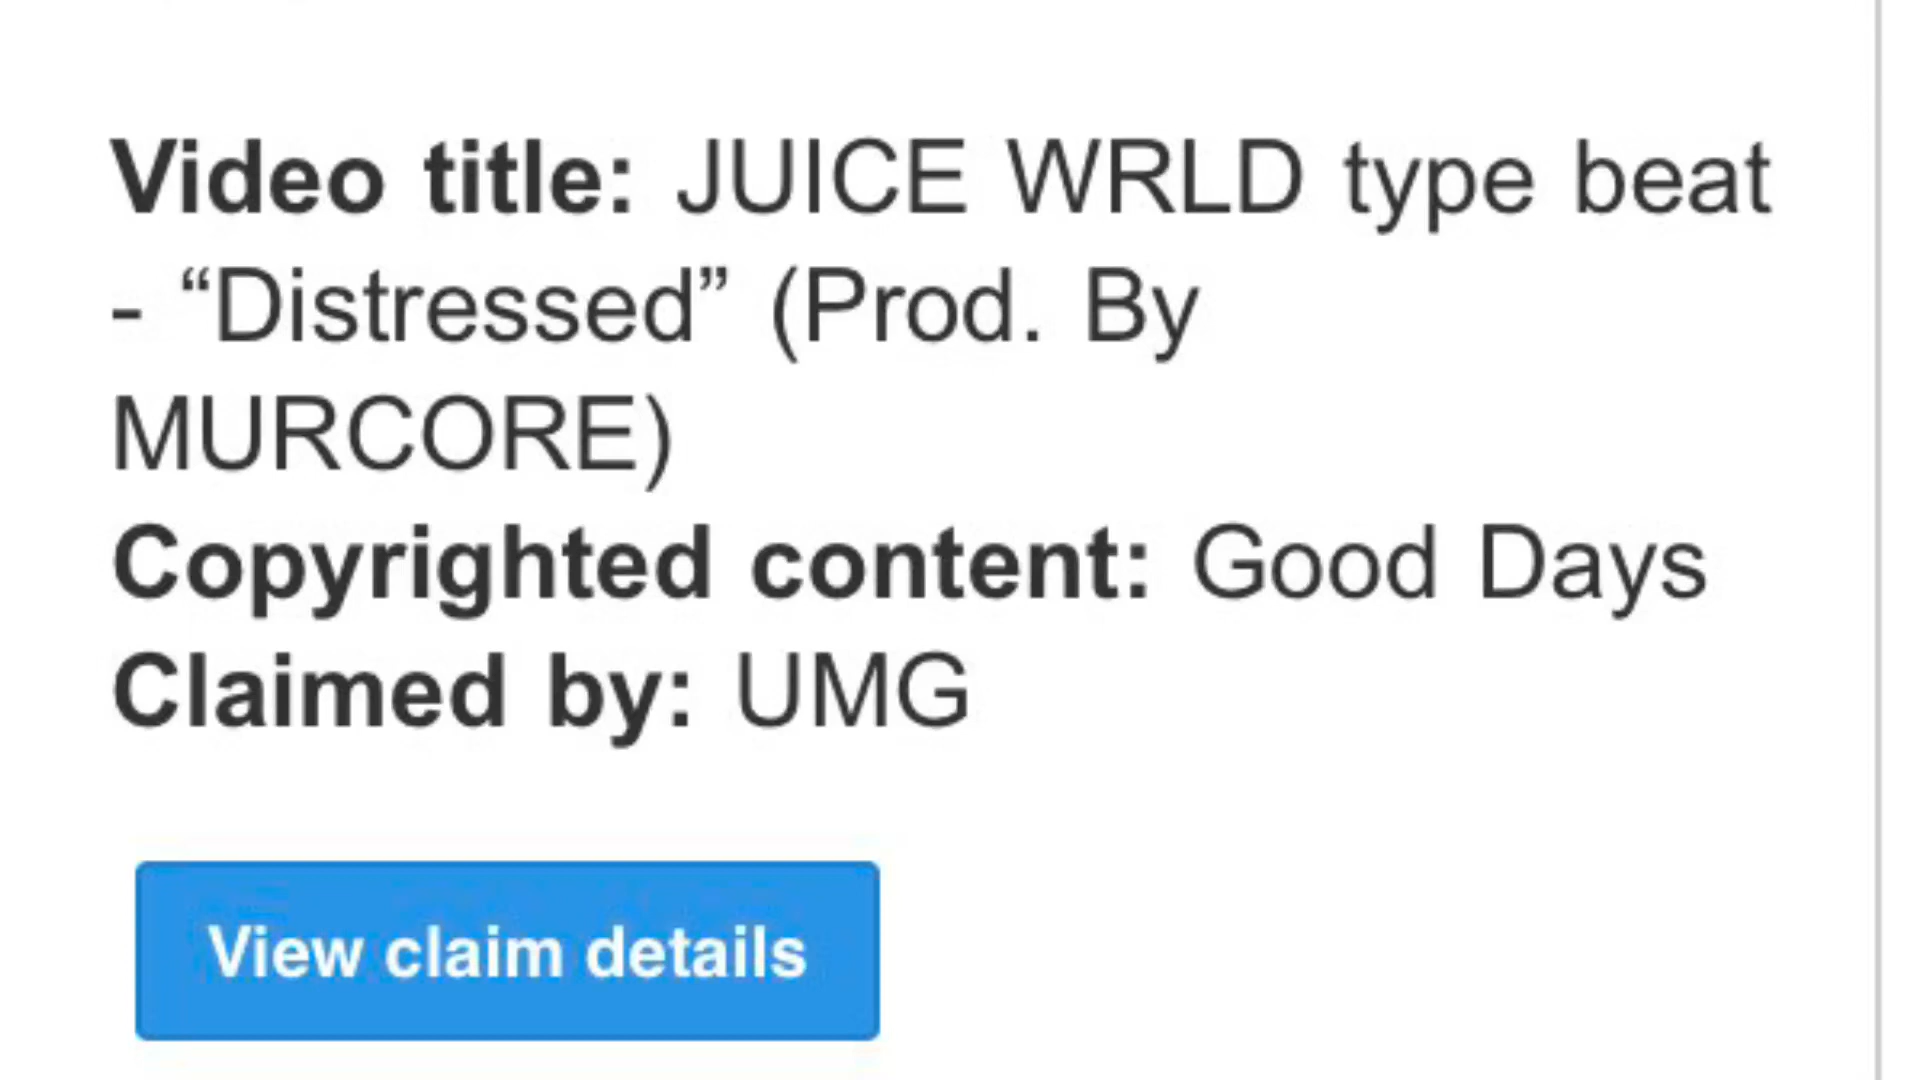 Video title: JUICE WRLD type beat
- “Distressed” (Prod. By
MURCORE)
Copyrighted content: Good Days
Claimed by: UMG
View claim details